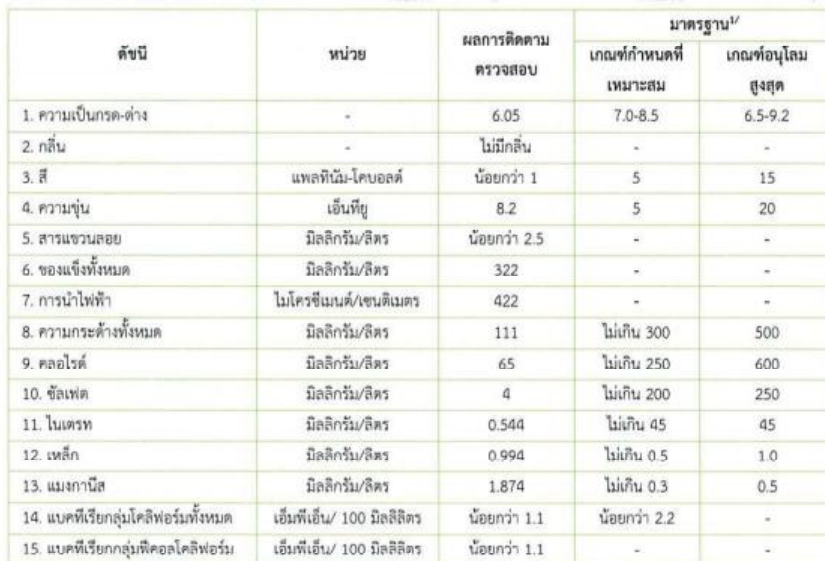 ดัชนี หน่วย ผลการติดตามตรวจสอบ มาตรฐาน1/
เกณฑ์กำหนดที่เหมาะสม เกณฑ์อนุโลมสูงสุด
1. ความเป็นกรด-ด่าง - 6.05 7.0-8.5 6.5-9.2
2. กลิ่น - ไม่มีกลิ่น - -
3. สี แพลทินัม-โคบอลต์ น้อยกว่า 1 5 15
4. ความขุ่น เอ็นทียู 8.2 5 20
5. สารแขวนลอย มิลลิกรัม/ลิตร น้อยกว่า 2.5 - -
6. ของแข็งทั้งหมด มิลลิกรัม/ลิตร 322 - -
7. การนำไฟฟ้า ไมโครซีเมนต์/เซนติเมตร 422 - -
8. ความกระด้างทั้งหมด มิลลิกรัม/ลิตร 111 ไม่เกิน 300 500
9. คลอไรด์ มิลลิกรัม/ลิตร 65 ไม่เกิน 250 600
10. ซัลเฟต มิลลิกรัม/ลิตร 4 ไม่เกิน 200 250
11. ไนเตรท มิลลิกรัม/ลิตร 0.544 ไม่เกิน 45 45
12. เหล็ก มิลลิกรัม/ลิตร 0.994 ไม่เกิน 0.5 1.0
13. แมงกานีส มิลลิกรัม/ลิตร 1.874 ไม่เกิน 0.3 0.5
14. แบคทีเรียกลุ่มโคลิฟอร์มทั้งหมด เอ็มพีเอ็น/ 100 มิลลิลิตร น้อยกว่า 1.1 น้อยกว่า 2.2 -
15. แบคทีเรียกกลุ่มฟีคอลโคลิฟอร์ม เอ็มพีเอ็น/ 100 มิลลิลิตร น้อยกว่า 1.1 - -